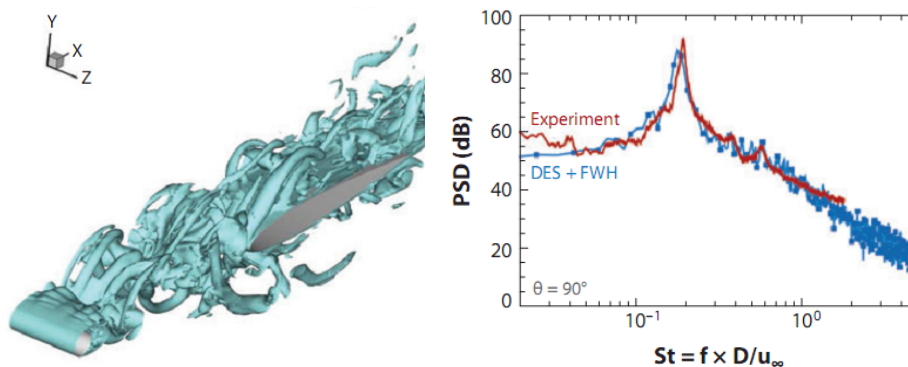 Y
X
Z
100
80
60
40
20
0
PSD (dB)
Experiment
DES + FWH
θ = 90°
10⁻¹
10⁰
St = f × D/u∞